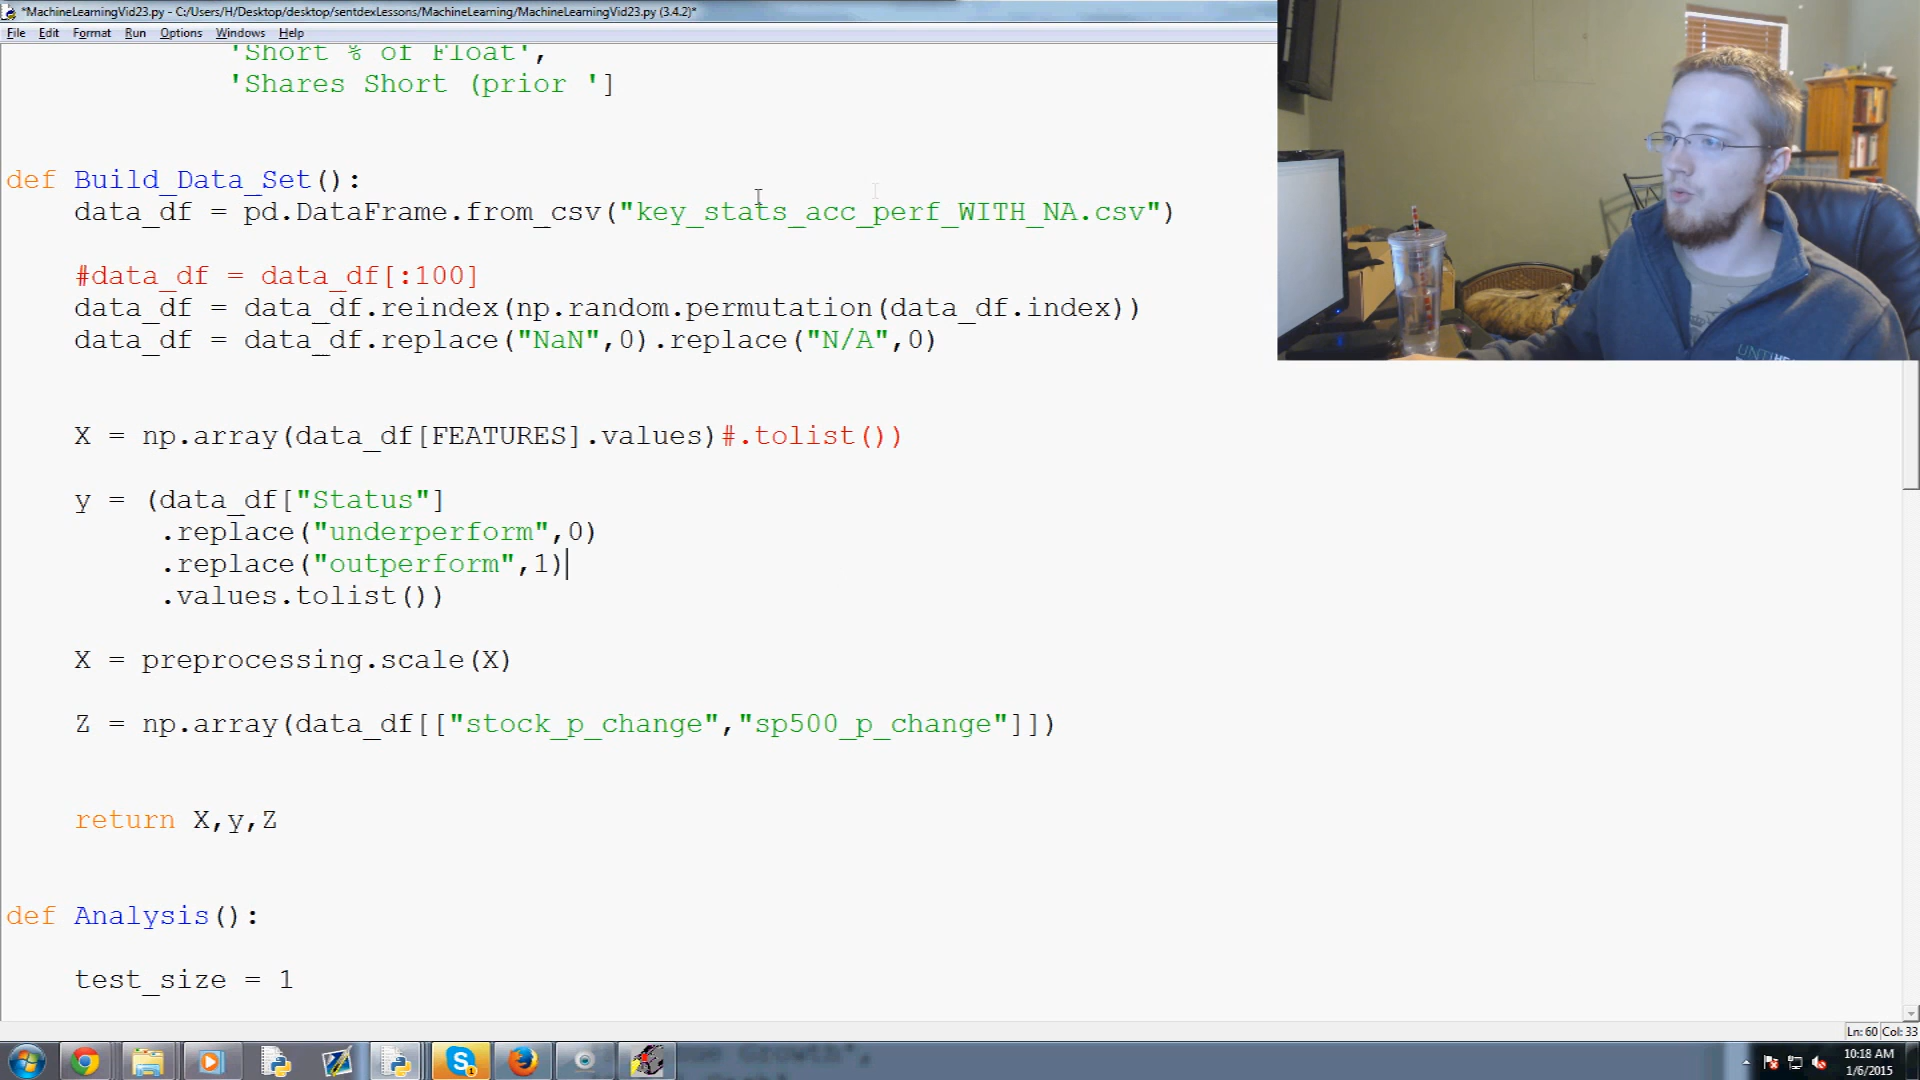 *MachineLearningVid23.py - C:/Users/H/Desktop/desktop/sentdexLessons/MachineLearning/MachineLearningVid23.py (3.4.2)*
File Edit Format Run Options Windows Help
'Short % of Float',
'Shares Short (prior ']
def Build_Data_Set():
data_df = pd.DataFrame.from_csv("key_stats_acc_perf_WITH_NA.csv")
#data_df = data_df[:100]
data_df = data_df.reindex(np.random.permutation(data_df.index))
data_df = data_df.replace("NaN",0).replace("N/A",0)
X = np.array(data_df[FEATURES].values)#.tolist())
y = (data_df["Status"]
.replace("underperform",0)
.replace("outperform",1)
.values.tolist())
X = preprocessing.scale(X)
Z = np.array(data_df[["stock_p_change","sp500_p_change"]])
return X,y,Z
def Analysis():
test_size = 1
Ln: 60 Col: 33
10:18 AM
1/6/2015